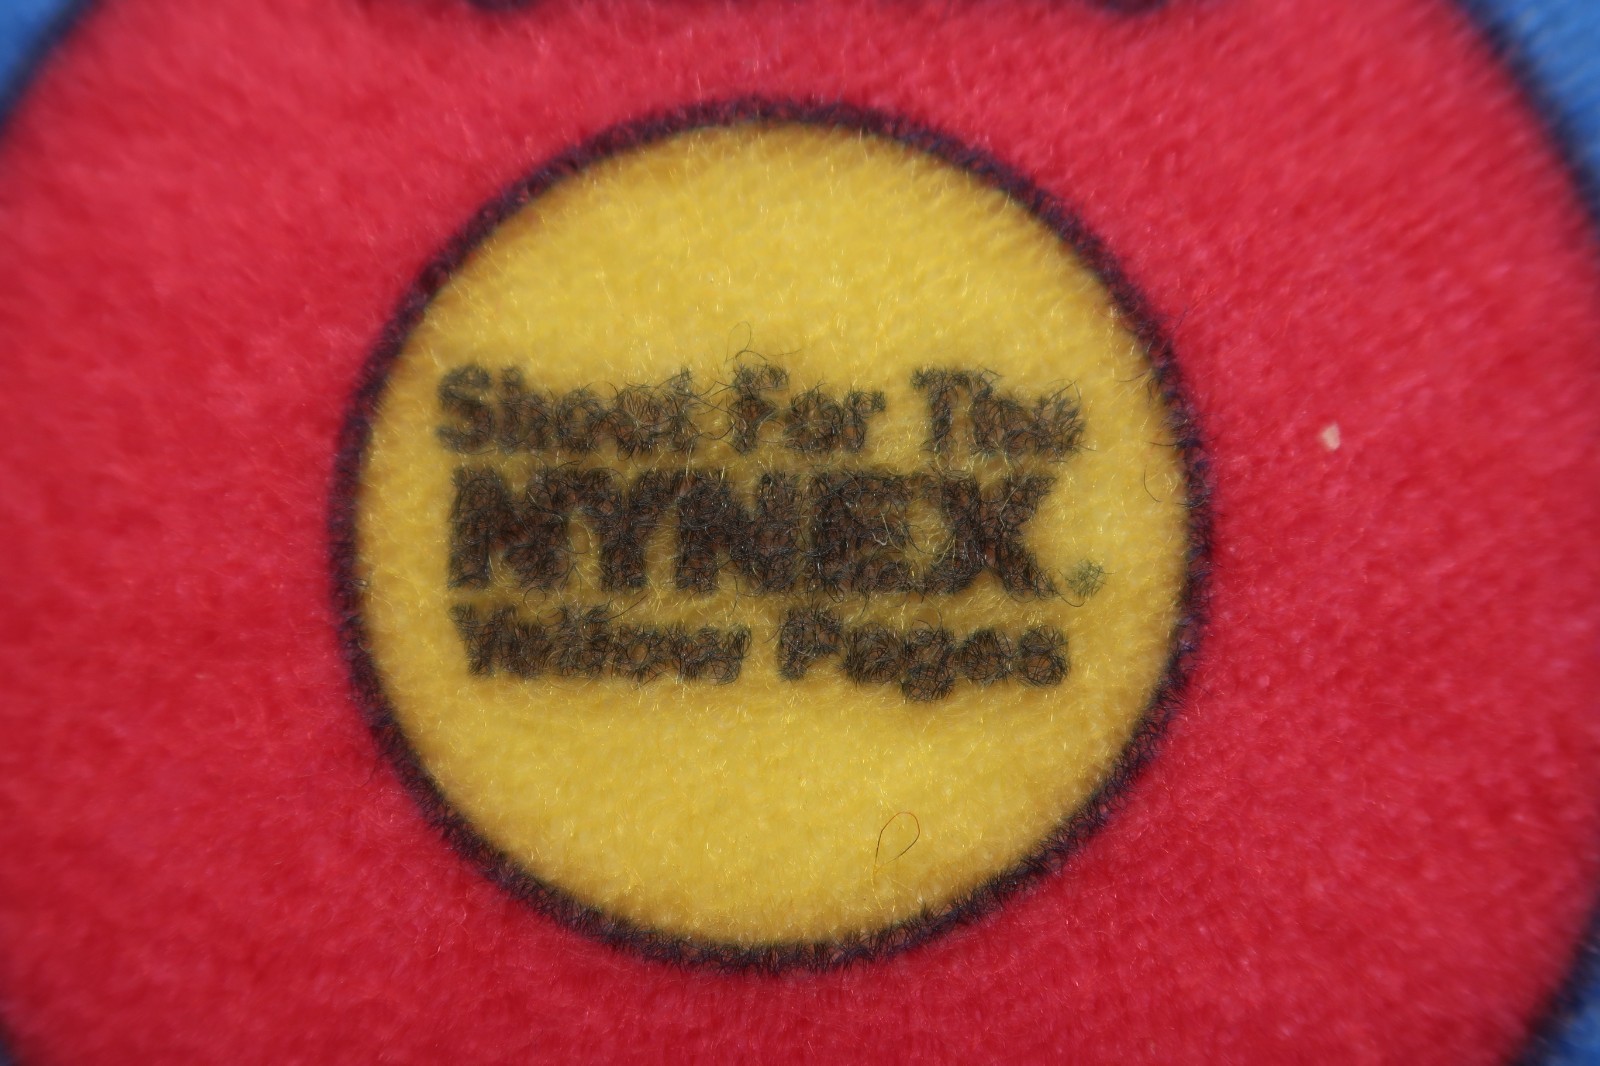 Shoot For The
NYNEX.
Yellow Pages